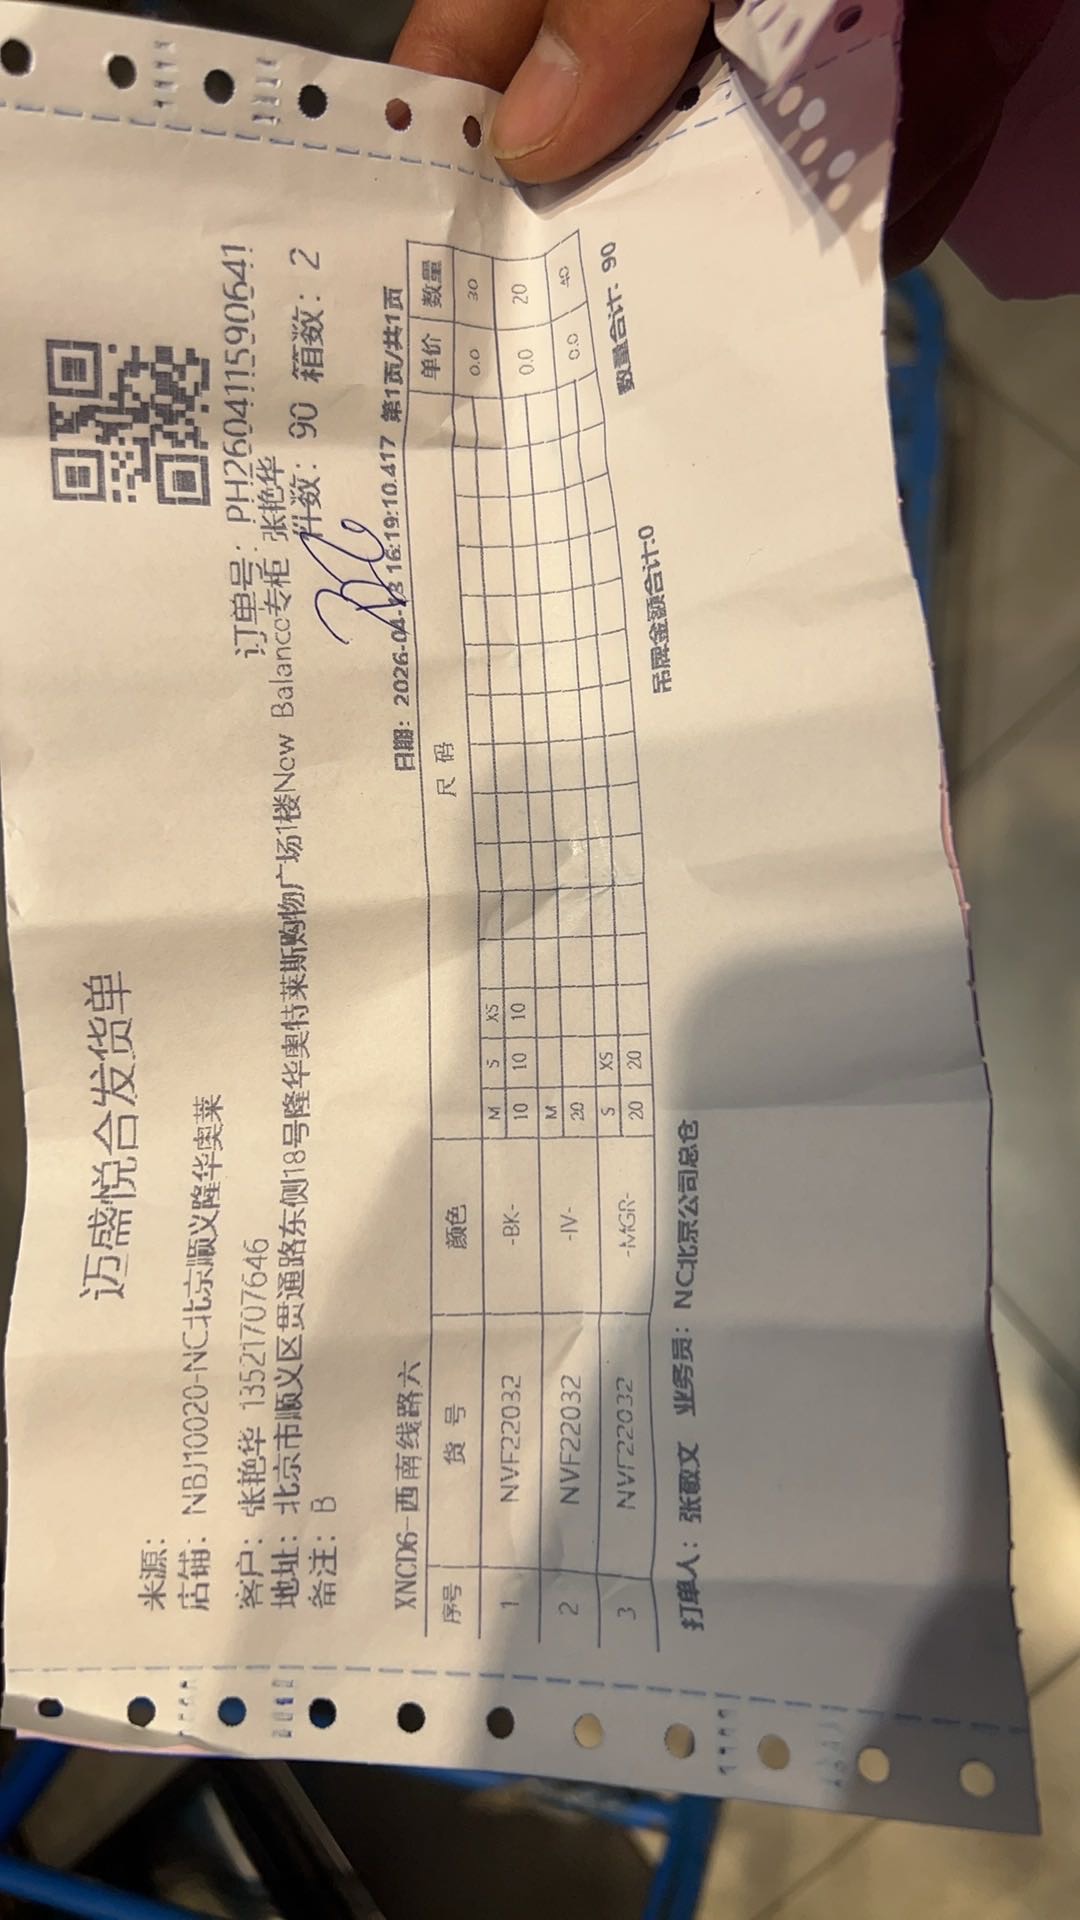 迈盛悦合发货单
来源:
店铺: NBJ10020-NC北京顺义隆华奥莱 订单号: PH26041159064​1
客户: 张艳华 13521707646
地址: 北京市顺义区贯通路东侧18号隆华奥特莱斯购物广场1楼New Balance专柜 张艳华
备注: B 件数: 90 箱数: 2
XNCD6-西南线路六 日期: 2026-04-13 16:19:10.417 第1页/共1页
序号 货 号 颜色 尺 码 单价 数量
M S XS
1 NVF22032 -BK- 10 10 10 0.0 30
M
2 NVF22032 -IV- 20 0.0 20
S XS
3 NVF22032 -MGR- 20 20 0.0 40
打单人: 张敏文 业务员: NC北京公司总仓 吊牌金额合计:0 数量合计: 90